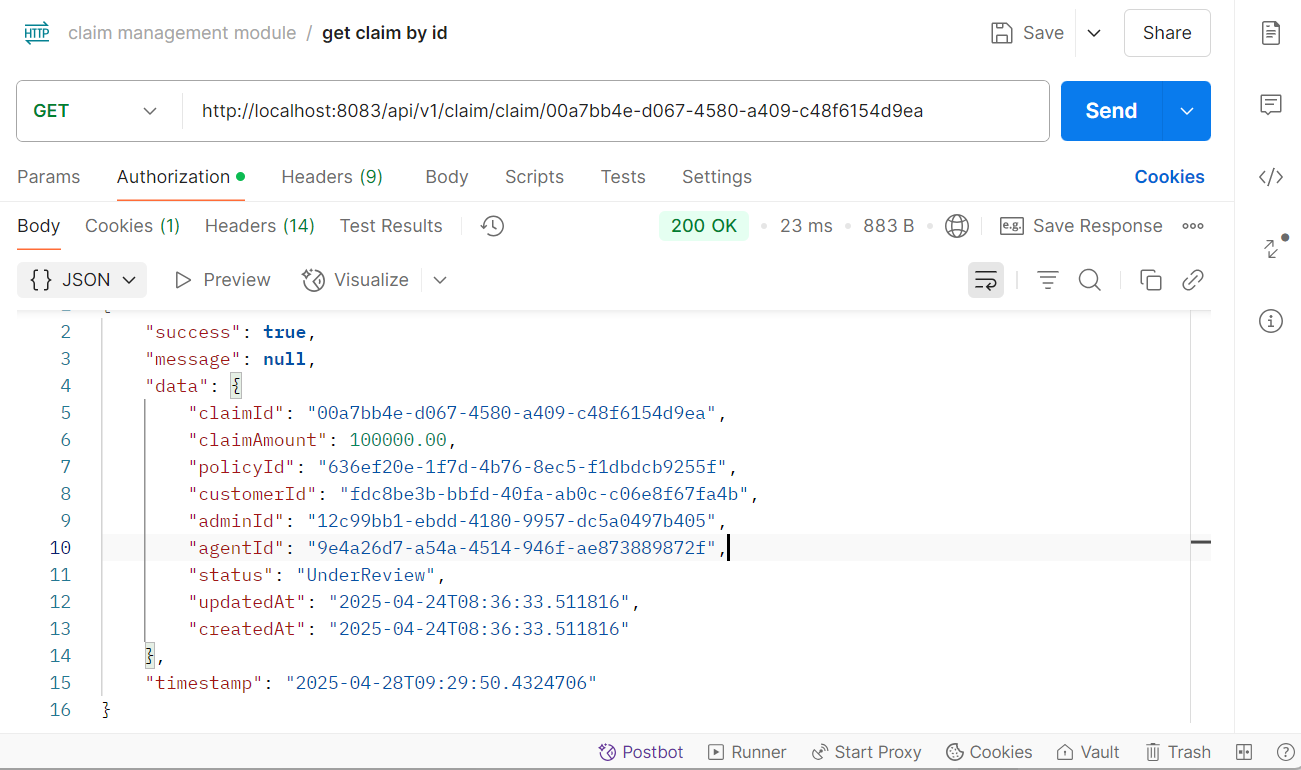 HTTP claim management module / get claim by id Save Share
GET http://localhost:8083/api/v1/claim/claim/00a7bb4e-d067-4580-a409-c48f6154d9ea Send
Params Authorization Headers (9) Body Scripts Tests Settings Cookies
Body Cookies (1) Headers (14) Test Results 200 OK 23 ms 883 B e.g. Save Response
{} JSON Preview Visualize
2 "success": true,
3 "message": null,
4 "data": {
5 "claimId": "00a7bb4e-d067-4580-a409-c48f6154d9ea",
6 "claimAmount": 100000.00,
7 "policyId": "636ef20e-1f7d-4b76-8ec5-f1dbdcb9255f",
8 "customerId": "fdc8be3b-bbfd-40fa-ab0c-c06e8f67fa4b",
9 "adminId": "12c99bb1-ebdd-4180-9957-dc5a0497b405",
10 "agentId": "9e4a26d7-a54a-4514-946f-ae873889872f",
11 "status": "UnderReview",
12 "updatedAt": "2025-04-24T08:36:33.511816",
13 "createdAt": "2025-04-24T08:36:33.511816"
14 },
15 "timestamp": "2025-04-28T09:29:50.4324706"
16 }
Postbot Runner Start Proxy Cookies Vault Trash